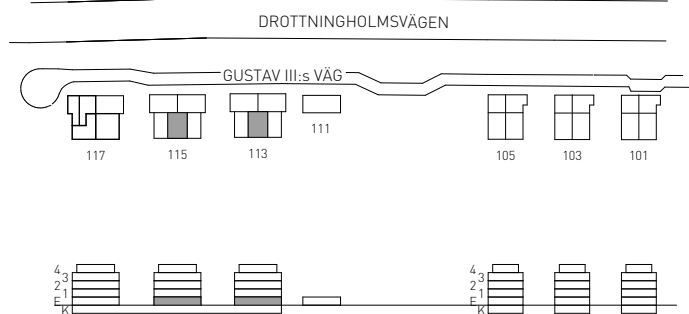 DROTTNINGHOLMSVÄGEN
GUSTAV III:s VÄG
117
115
113
111
105
103
101
4
3
2
1
E
K
4
3
2
1
E
K